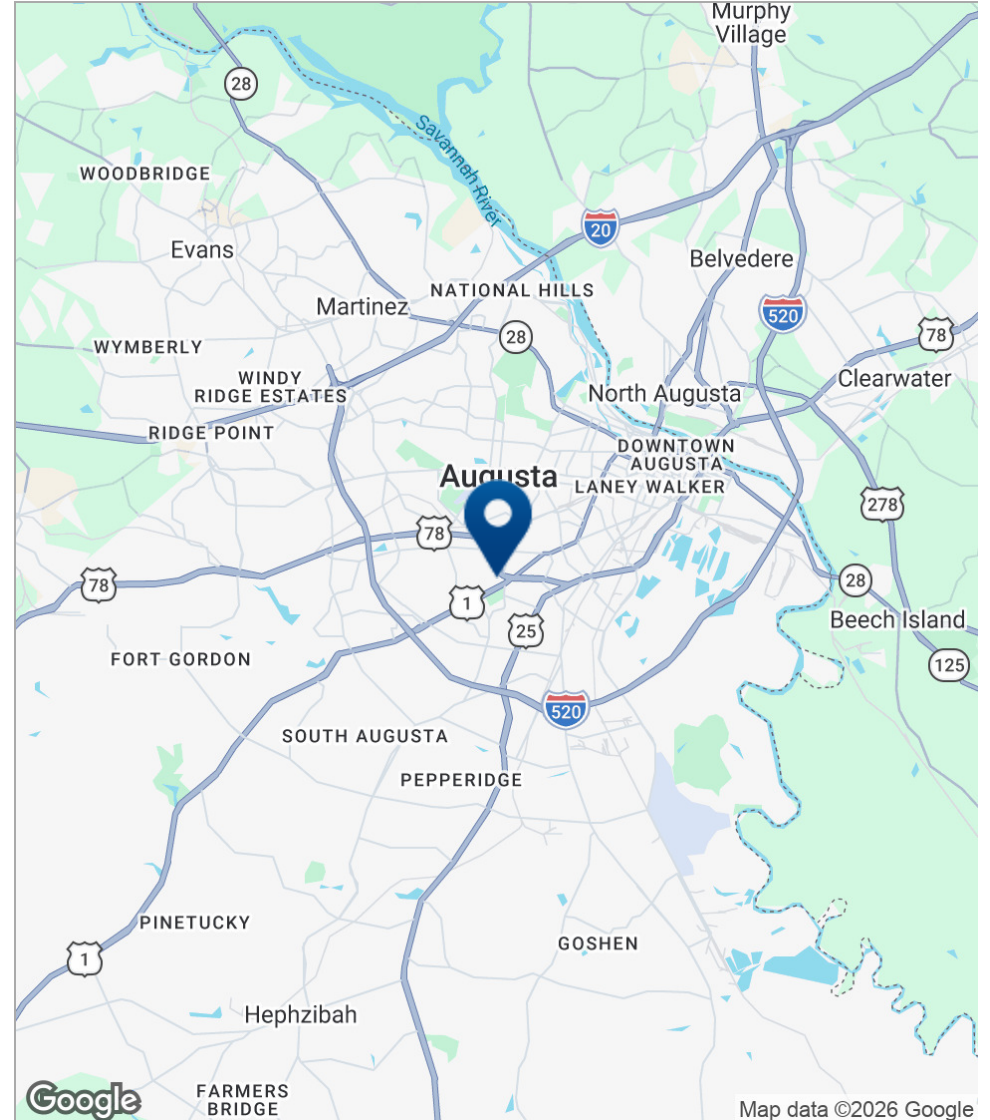 Murphy
Village
28
Savannah River
WOODBRIDGE
20
Evans
Belvedere
NATIONAL HILLS
Martinez
520
28
78
WYMBERLY
WINDY
RIDGE ESTATES
Clearwater
North Augusta
RIDGE POINT
DOWNTOWN
AUGUSTA
Augusta
LANEY WALKER
278
78
78
28
1
Beech Island
25
FORT GORDON
125
520
SOUTH AUGUSTA
PEPPERIDGE
PINETUCKY
GOSHEN
1
Hephzibah
FARMERS
BRIDGE
Google
Map data ©2026 Google